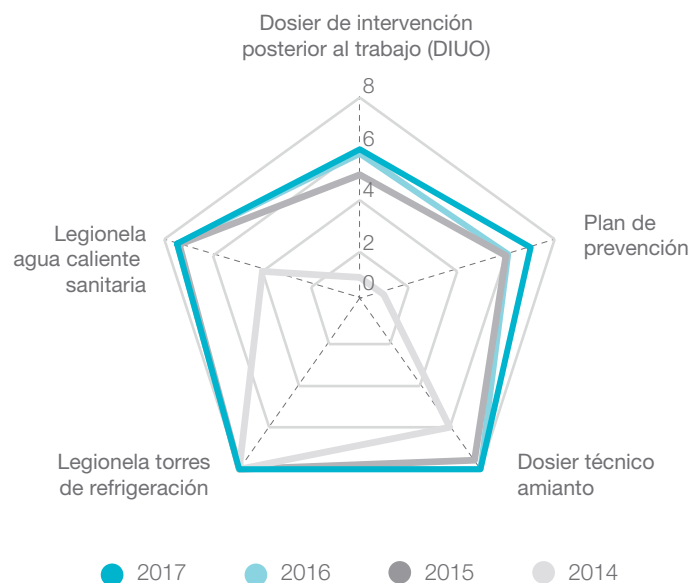 Dosier de intervención
posterior al trabajo (DIUO)
8
6
4
2
0
Plan de
prevención
Legionela
agua caliente
sanitaria
Legionela torres
de refrigeración
Dosier técnico
amianto
2017
2016
2015
2014